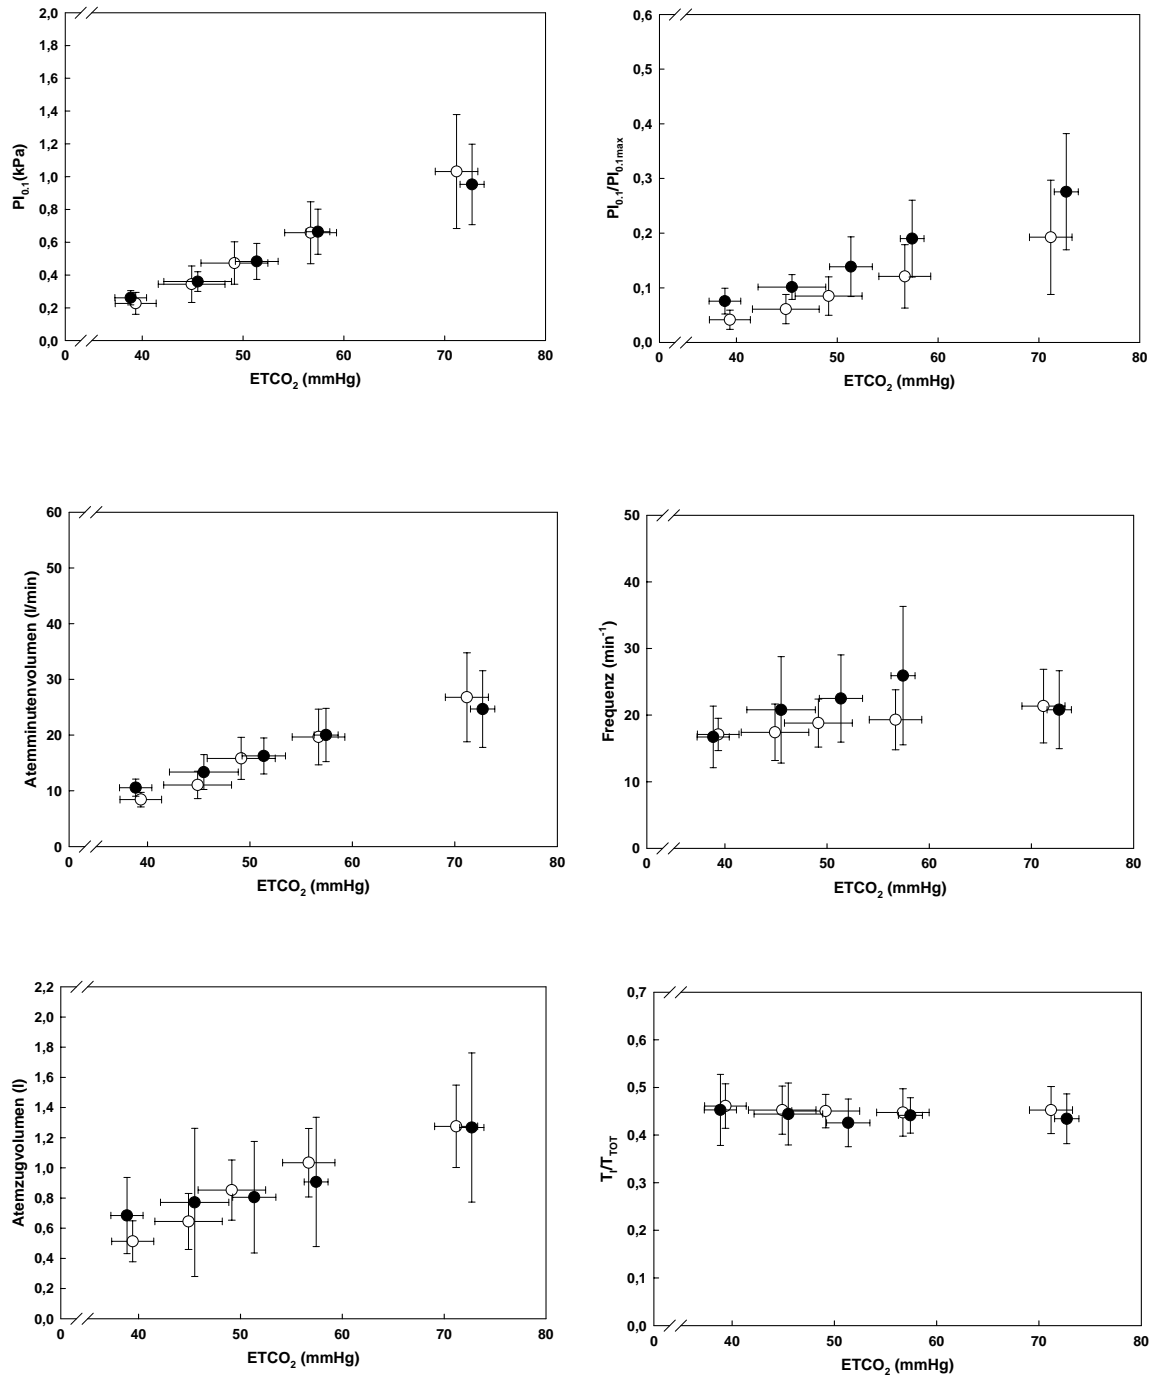 2,0
1,8
1,6
1,4
1,2
1,0
0,8
0,6
0,4
0,2
0,0
PI0.1(kPa)
0 40 50 60 70 80
ETCO2 (mmHg)
0,6
0,5
0,4
0,3
0,2
0,1
0,0
PI0.1/PI0.1max
0 40 50 60 70 80
ETCO2 (mmHg)
60
50
40
30
20
10
0
Atemminutenvolumen (l/min)
0 40 50 60 70 80
ETCO2 (mmHg)
50
40
30
20
10
0
Frequenz (min-1)
0 40 50 60 70 80
ETCO2 (mmHg)
2,2
2,0
1,8
1,6
1,4
1,2
1,0
0,8
0,6
0,4
0,2
0,0
Atemzugvolumen (l)
0 40 50 60 70 80
ETCO2 (mmHg)
0,7
0,6
0,5
0,4
0,3
0,2
0,1
0,0
TI/TTOT
0 40 50 60 70 80
ETCO2 (mmHg)